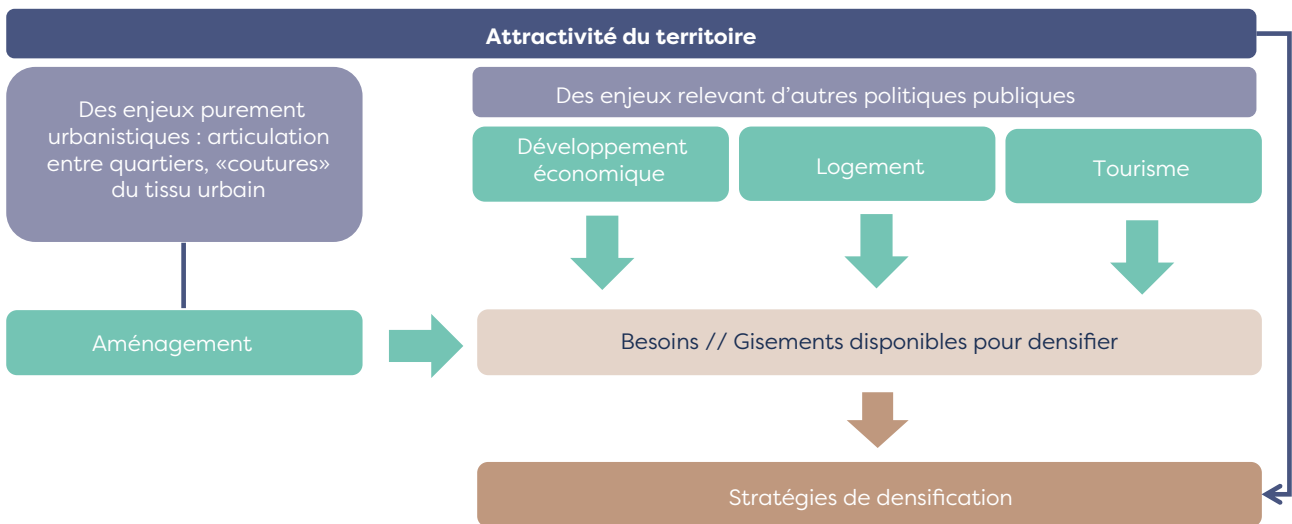 Attractivité du territoire
Des enjeux purement
urbanistiques : articulation
entre quartiers, «coutures»
du tissu urbain
Des enjeux relevant d’autres politiques publiques
Développement
économique
Logement
Tourisme
Aménagement
Besoins // Gisements disponibles pour densifier
Stratégies de densification